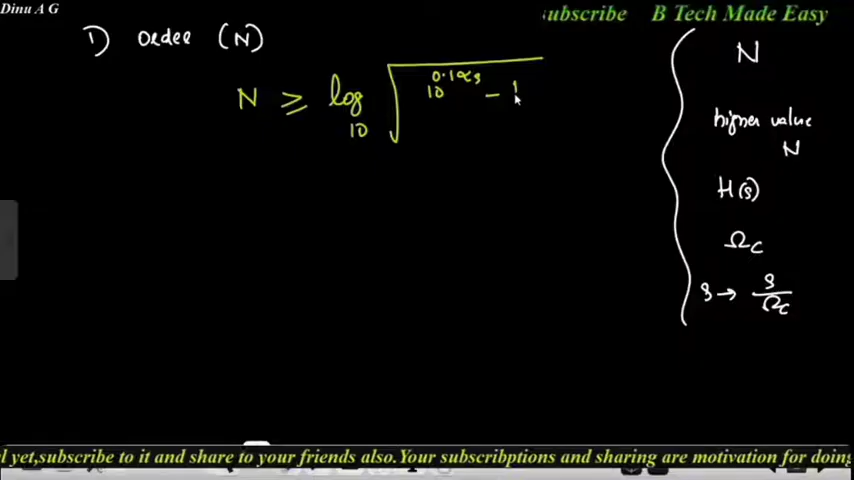 Dinu A G
ubscribe B Tech Made Easy
1) order (N)
N ≥ log₁₀ √(10^(0.1αs) - 1
N
higher value
N
H(s)
Ωc
s → s/Ωc
l yet,subscribe to it and share to your friends also.Your subscribptions and sharing are motivation for doing